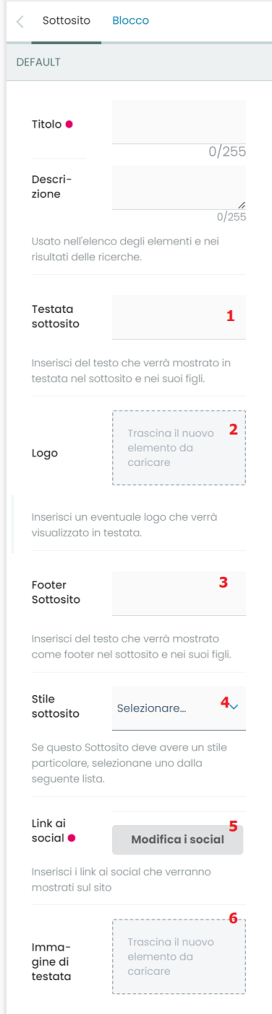 Sottosito Blocco
DEFAULT
Titolo
0/255
Descri-
zione
0/255
Usato nell'elenco degli elementi e nei
risultati delle ricerche.
Testata
sottosito
1
Inserisci del testo che verrà mostrato in
testata nel sottosito e nei suoi figli.
Logo
Trascina il nuovo
elemento da
caricare
2
Inserisci un eventuale logo che verrà
visualizzato in testata.
Footer
Sottosito
3
Inserisci del testo che verrà mostrato
come footer nel sottosito e nei suoi figli.
Stile
sottosito
Selezionare...
4
Se questo Sottosito deve avere un stile
particolare, selezionane uno dalla
seguente lista.
Link ai
social
5
Modifica i social
Inserisci i link ai social che verranno
mostrati sul sito
6
Imma-
gine di
testata
Trascina il nuovo
elemento da
caricare